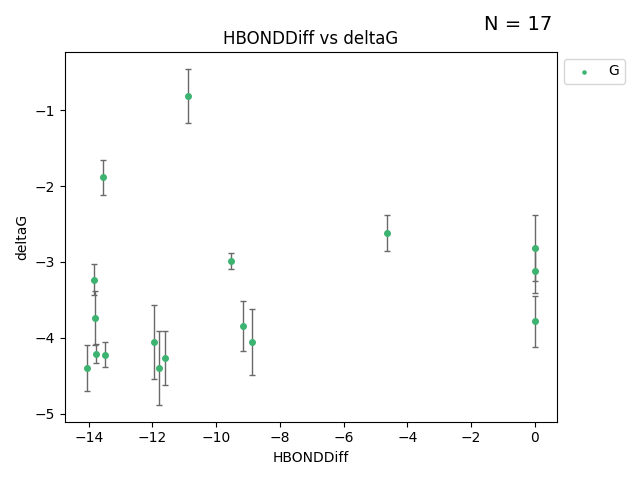 N = 17
HBONDDiff vs deltaG
G
deltaG
−1
−2
−3
−4
−5
−14 −12 −10 −8 −6 −4 −2 0
HBONDDiff